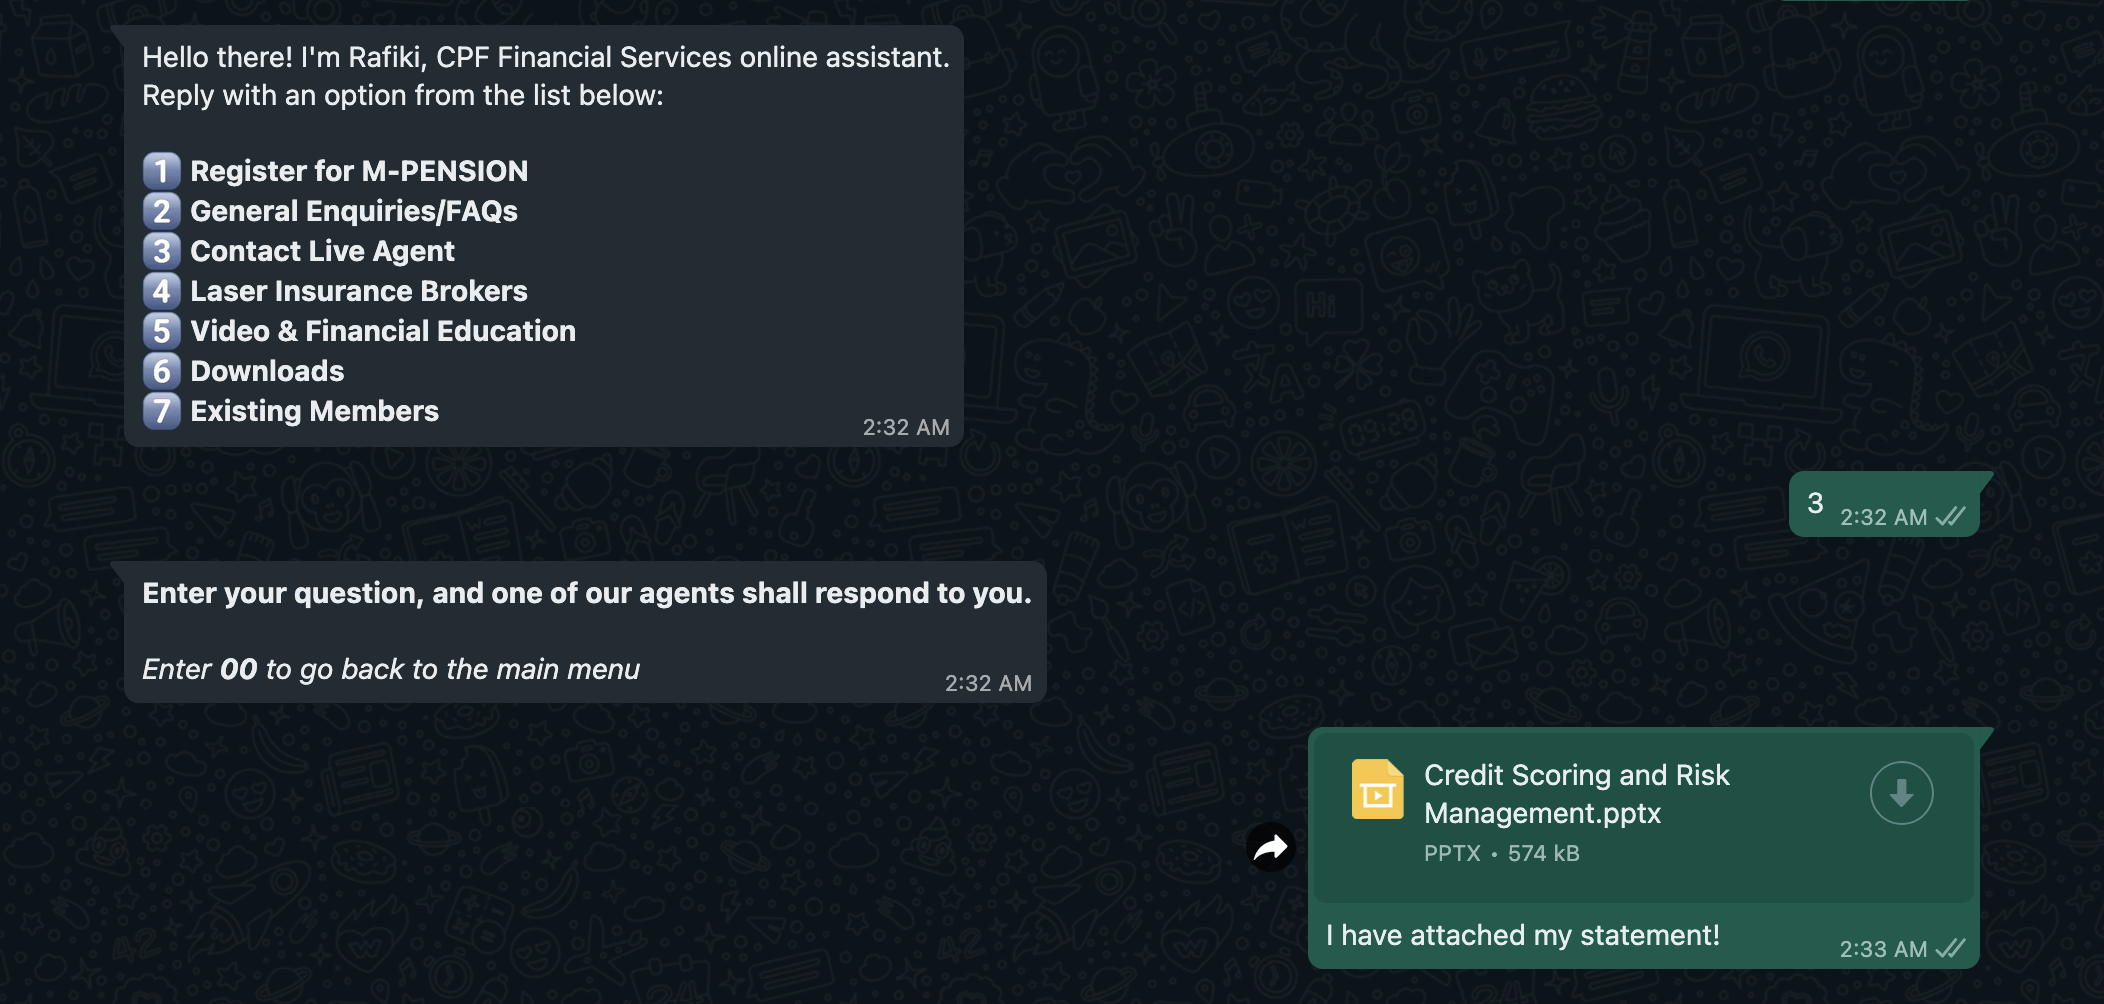 Hello there! I'm Rafiki, CPF Financial Services online assistant.
Reply with an option from the list below:
1 Register for M-PENSION
2 General Enquiries/FAQs
3 Contact Live Agent
4 Laser Insurance Brokers
5 Video & Financial Education
6 Downloads
7 Existing Members
2:32 AM
3
2:32 AM
Enter your question, and one of our agents shall respond to you.
Enter 00 to go back to the main menu
2:32 AM
Credit Scoring and Risk
Management.pptx
PPTX • 574 kB
I have attached my statement!
2:33 AM